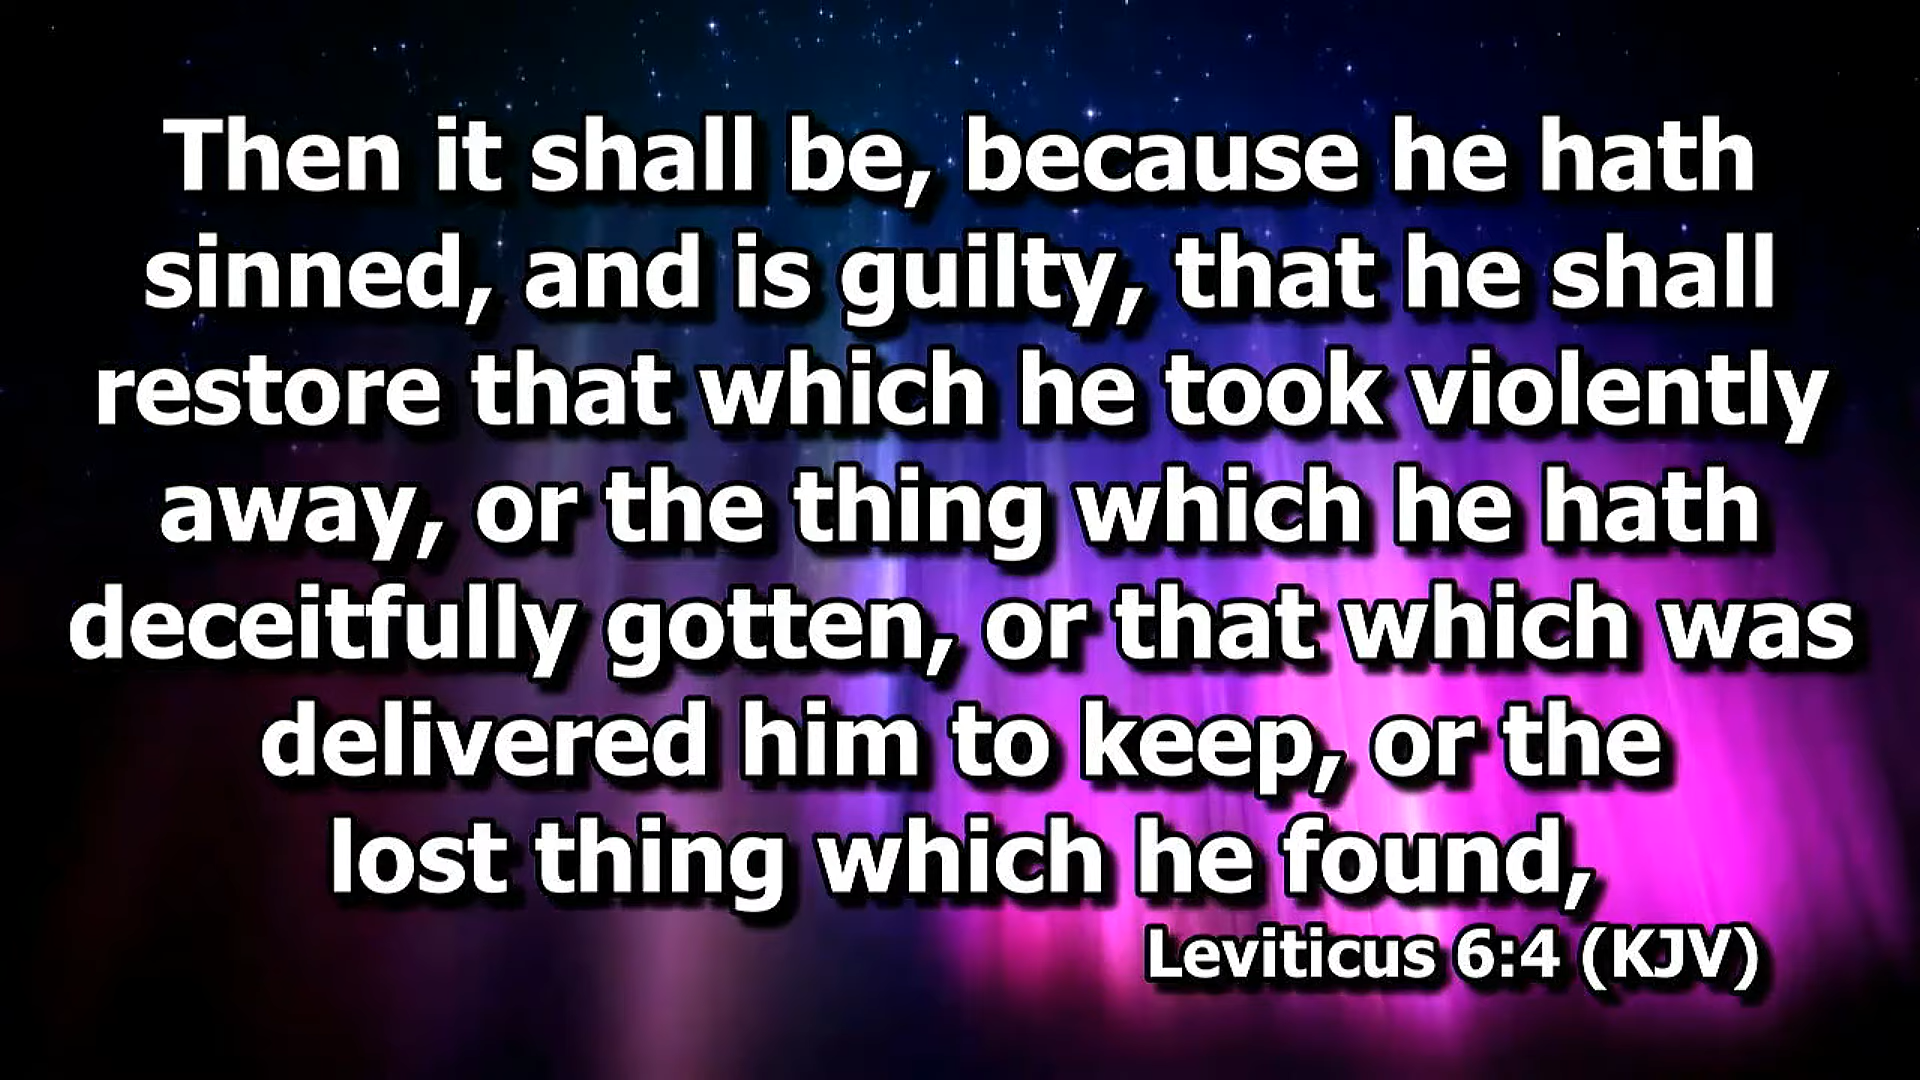 Then it shall be, because he hath
sinned, and is guilty, that he shall
restore that which he took violently
away, or the thing which he hath
deceitfully gotten, or that which was
delivered him to keep, or the
lost thing which he found,
Leviticus 6:4 (KJV)